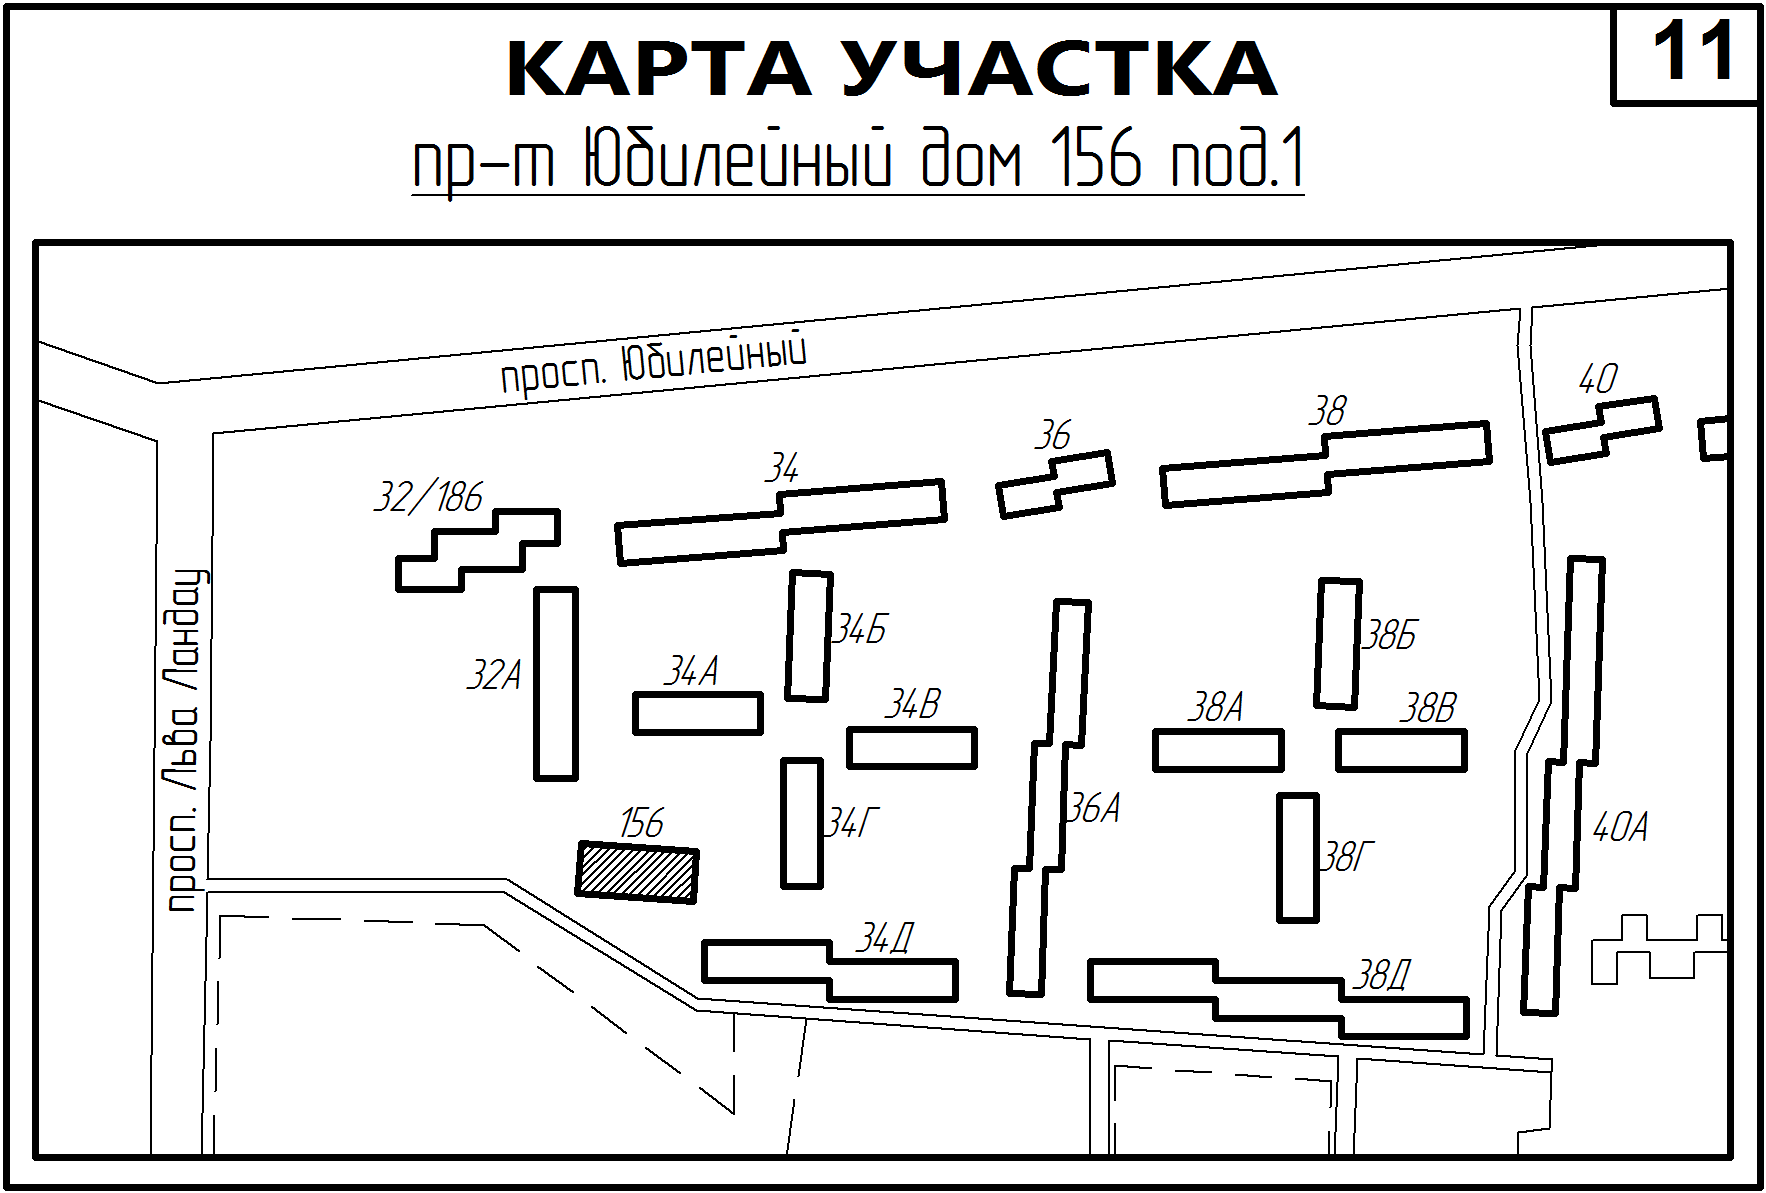 11
КАРТА УЧАСТКА
пр-т Юбилейный дом 156 под.1
просп. Юбилейный
40
38
36
34
32/186
34Б
38Б
32А
34А
34В
38А
38В
36А
156
34Г
40А
38Г
34Д
38Д
просп. Льва Ландау